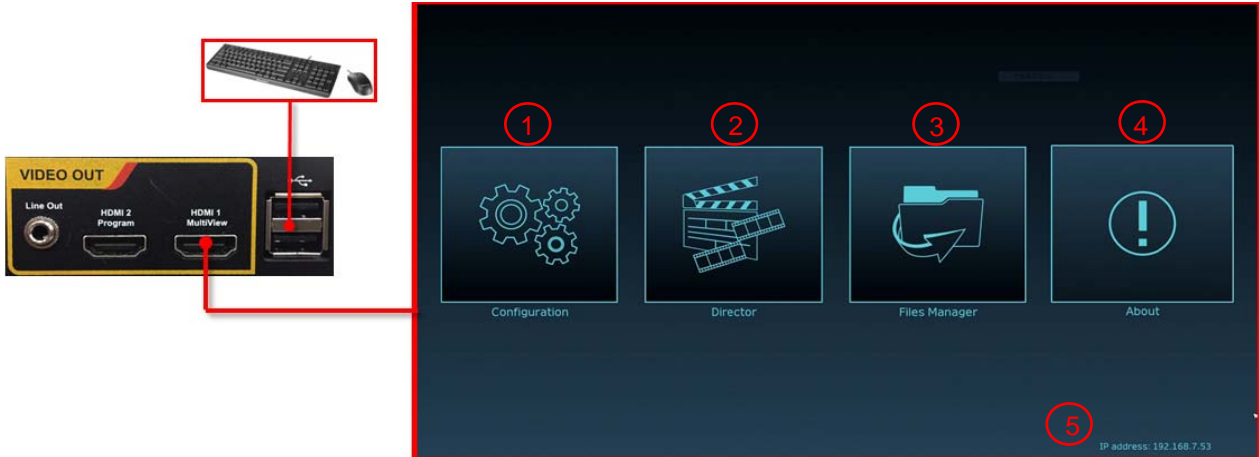 VIDEO OUT
Line Out
HDMI 2
Program
HDMI 1
MultiView
1
2
3
4
Configuration
Director
Files Manager
About
5
IP address: 192.168.7.53